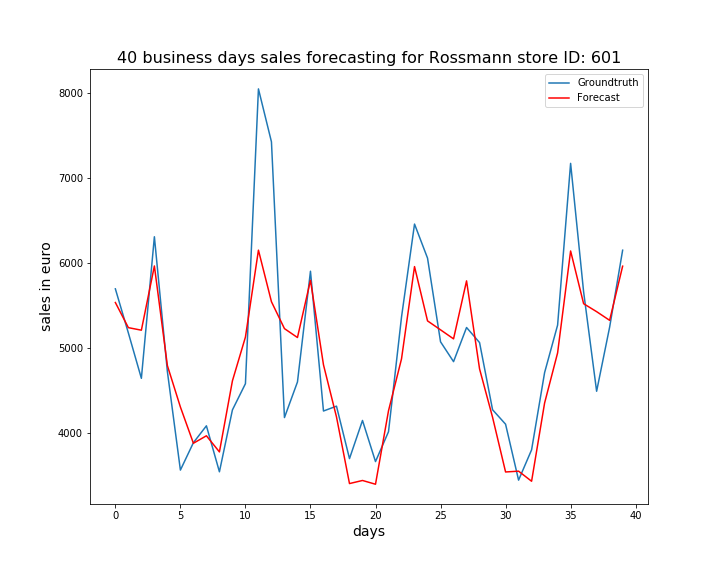 40 business days sales forecasting for Rossmann store ID: 601
Groundtruth
Forecast
8000
7000
6000
5000
4000
sales in euro
0 5 10 15 20 25 30 35 40
days